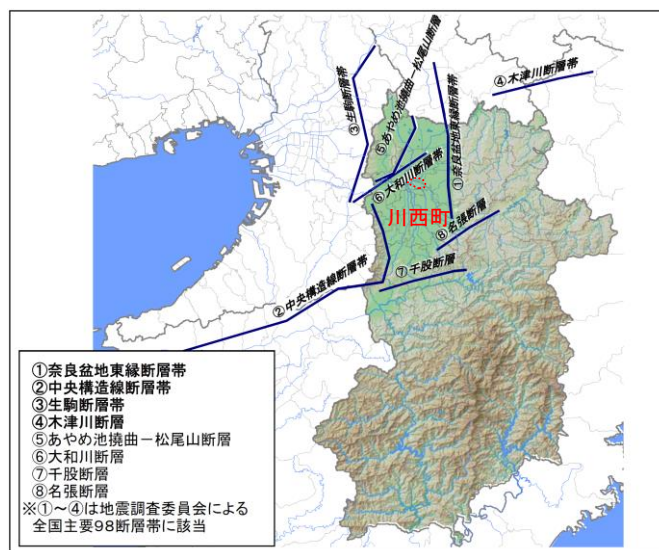 ④木津川断層
③生駒断層帯
⑤あやめ池撓曲－松尾山断層
①奈良盆地東縁断層帯
⑥大和川断層帯
川西町
⑧名張断層
⑦千股断層
②中央構造線断層帯
①奈良盆地東縁断層帯
②中央構造線断層帯
③生駒断層帯
④木津川断層
⑤あやめ池撓曲－松尾山断層
⑥大和川断層
⑦千股断層
⑧名張断層
※①～④は地震調査委員会による
全国主要９８断層帯に該当